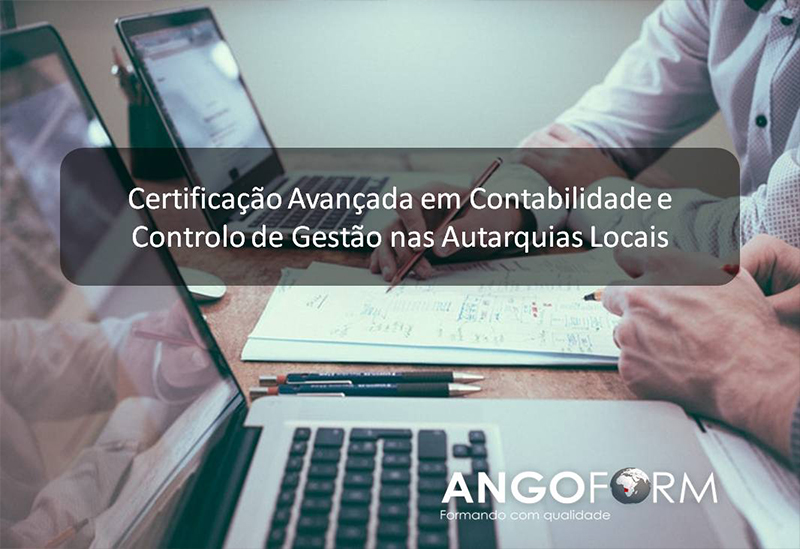 Certificação Avançada em Contabilidade e
Controlo de Gestão nas Autarquias Locais
ANGOFORM
Formando com qualidade